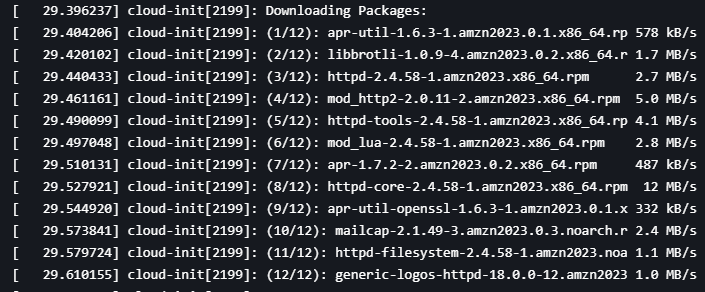 [   29.396237] cloud-init[2199]: Downloading Packages:
[   29.404206] cloud-init[2199]: (1/12): apr-util-1.6.3-1.amzn2023.0.1.x86_64.rp 578 kB/s
[   29.420102] cloud-init[2199]: (2/12): libbrotli-1.0.9-4.amzn2023.0.2.x86_64.r 1.7 MB/s
[   29.440433] cloud-init[2199]: (3/12): httpd-2.4.58-1.amzn2023.x86_64.rpm      2.7 MB/s
[   29.461161] cloud-init[2199]: (4/12): mod_http2-2.0.11-2.amzn2023.x86_64.rpm  5.0 MB/s
[   29.490099] cloud-init[2199]: (5/12): httpd-tools-2.4.58-1.amzn2023.x86_64.rp 4.1 MB/s
[   29.497048] cloud-init[2199]: (6/12): mod_lua-2.4.58-1.amzn2023.x86_64.rpm    2.8 MB/s
[   29.510131] cloud-init[2199]: (7/12): apr-1.7.2-2.amzn2023.0.2.x86_64.rpm     487 kB/s
[   29.527921] cloud-init[2199]: (8/12): httpd-core-2.4.58-1.amzn2023.x86_64.rpm  12 MB/s
[   29.544920] cloud-init[2199]: (9/12): apr-util-openssl-1.6.3-1.amzn2023.0.1.x 332 kB/s
[   29.573841] cloud-init[2199]: (10/12): mailcap-2.1.49-3.amzn2023.0.3.noarch.r 2.4 MB/s
[   29.579724] cloud-init[2199]: (11/12): httpd-filesystem-2.4.58-1.amzn2023.noa 1.1 MB/s
[   29.610155] cloud-init[2199]: (12/12): generic-logos-httpd-18.0.0-12.amzn2023 1.0 MB/s